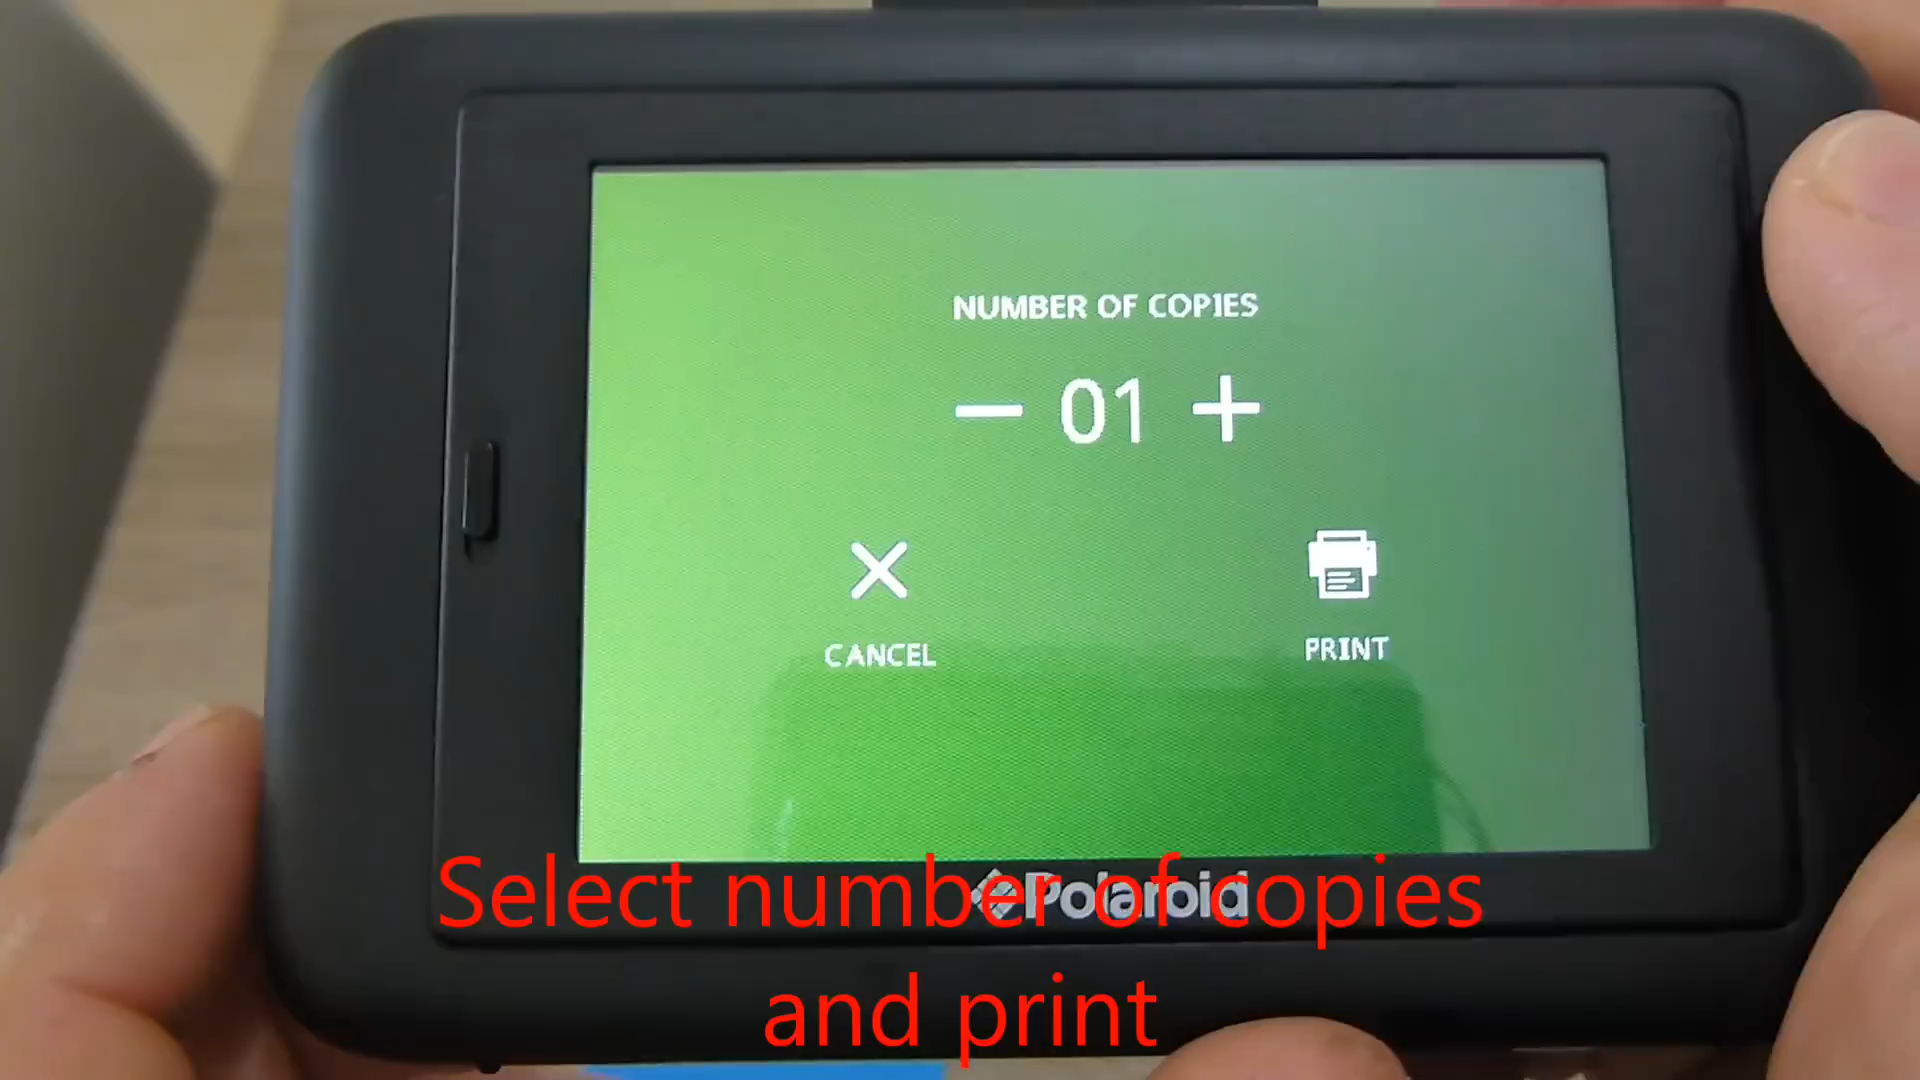 NUMBER OF COPIES
— 01 +
CANCEL
PRINT
Polaroid
Select number of copies
and print